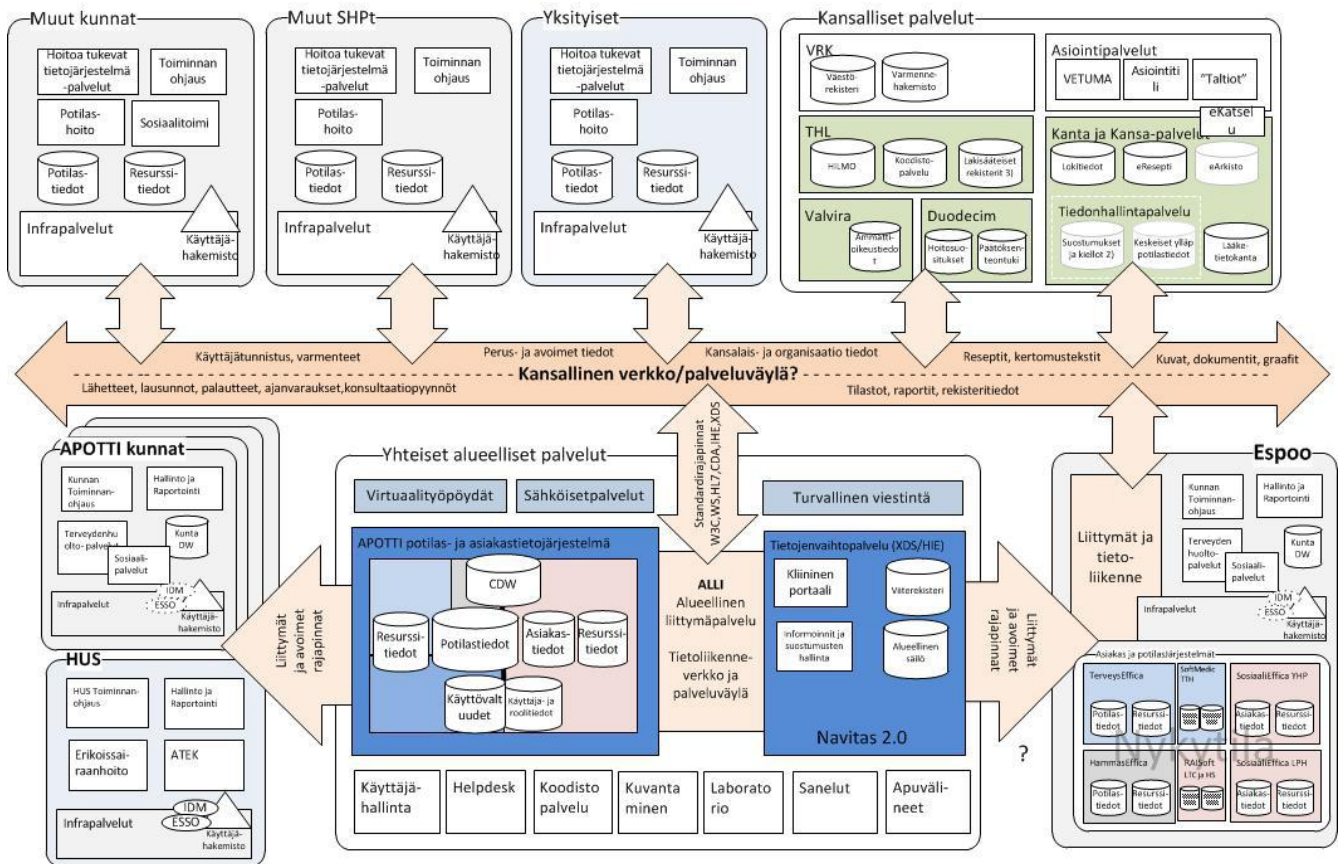 Muut kunnat
Hoitoa tukevat
tietojärjestelmä
-palvelut
Toiminnan
ohjaus
Potilas-
hoito
Sosiaalitoimi
Potilas-
tiedot
Resurssi-
tiedot
Infrapalvelut
Käyttäjä-
hakemisto
Muut SHPt
Hoitoa tukevat
tietojärjestelmä
-palvelut
Toiminnan
ohjaus
Potilas-
hoito
Potilas-
tiedot
Resurssi-
tiedot
Infrapalvelut
Käyttäjä-
hakemisto
Yksityiset
Hoitoa tukevat
tietojärjestelmä
-palvelut
Toiminnan
ohjaus
Potilas-
hoito
Potilas-
tiedot
Resurssi-
tiedot
Infrapalvelut
Käyttäjä-
hakemisto
Kansalliset palvelut
VRK
Väestö-
rekisteri
Varmenne-
hakemisto
Asiointipalvelut
VETUMA
Asiointiti
li
"Taltiot"
eKatselu
u
THL
HILMO
Koodisto-
palvelu
Lakisääteiset
rekisterit 3)
Kanta ja Kansa-palvelut
Lokitiedot
eResepti
eArkisto
Valvira
Ammatti-
oikeustiedo
t
Duodecim
Hoitosuo-
situkset
Päätöksen-
teontuki
Tiedonhallintapalvelu
Suostumukset
ja kiellot 2)
Keskeiset ylläp
potilastiedot
Lääke-
tietokanta
Käyttäjätunnistus, varmenteet
Perus- ja avoimet tiedot
Kansalais- ja organisaatio tiedot
Reseptit, kertomustekstit
Kuvat, dokumentit, graafit
Kansallinen verkko/palveluväylä?
Lähetteet, lausunnot, palautteet, ajanvaraukset,konsultaatiopyynnöt
Tilastot, raportit, rekisteritiedot
APOTTI kunnat
Kunnan
Toiminnan-
ohjaus
Hallinto ja
Raportointi
Terveydenhu
olto- palvelut
Sosiaali-
palvelut
Kunta
DW
IDM
ESSO
Infrapalvelut
Käyttäjä-
hakemisto
HUS
HUS Toiminnan-
ohjaus
Hallinto ja
Raportointi
Erikoissai-
raanhoito
ATEK
IDM
ESSO
Infrapalvelut
Käyttäjä-
hakemisto
Liittymät
ja avoimet
rajapinnat
Yhteiset alueelliset palvelut
Virtuaalityöpöydät
Sähköisetpalvelut
Turvallinen viestintä
Standardirajapinnat
W3C,WS,HL7,CDA,IHE,XDS
APOTTI potilas- ja asiakastietojärjestelmä
CDW
Resurssi-
tiedot
Potilastiedot
Asiakas-
tiedot
Resurssi-
tiedot
Käyttövalt
uudet
Käyttäjä- ja
roolitiedot
ALLI
Alueellinen
liittymäpalvelu
Tietoliikenne-
verkko ja
palveluväylä
Tietojenvaihtopalvelu (XDS/HIE)
Kliininen
portaali
Viiterekisteri
Informoinnit ja
suostumusten
hallinta
Alueellinen
säilö
Navitas 2.0
Käyttäjä-
hallinta
Helpdesk
Koodisto
palvelu
Kuvanta
minen
Laborato
rio
Sanelut
Apuväli-
neet
Liittymät
ja avoimet
rajapinnat
?
Espoo
Liittymät ja
tieto-
liikenne
Kunnan
Toiminnan-
ohjaus
Hallinto ja
Raportointi
Terveyden
huolto-
palvelut
Sosiaali-
palvelut
Kunta
DW
IDM
ESSO
Infrapalvelut
Käyttäjä-
hakemisto
Asiakas ja potilasJärjestelmät
TerveysEffica
Potilas-
tiedot
Resurssi-
tiedot
SoftMedic
TTH
SosiaaliEffica YHP
Asiakas-
tiedot
Resurssi-
tiedot
Nykytila
HammasEffica
Potilas-
tiedot
Resurssi-
tiedot
RAISoft
LTC ja HS
SosiaaliEffica LPH
Asiakas-
tiedot
Resurssi-
tiedot